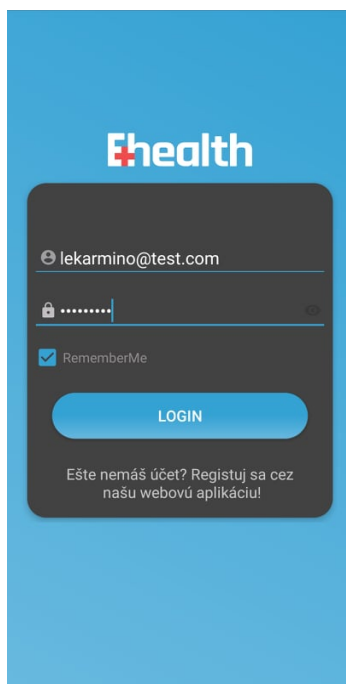 Ehealth
lekarmino@test.com
•••••••••
RememberMe
LOGIN
Ešte nemáš účet? Registuj sa cez
našu webovú aplikáciu!